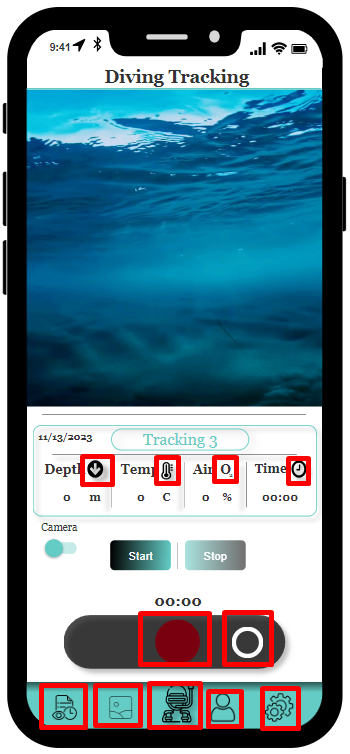 9:41
Diving Tracking
11/13/2023
Tracking 3
Depth Temp Air O2 Time
0 m 0 C 0 % 00:00
Camera
Start Stop
00:00